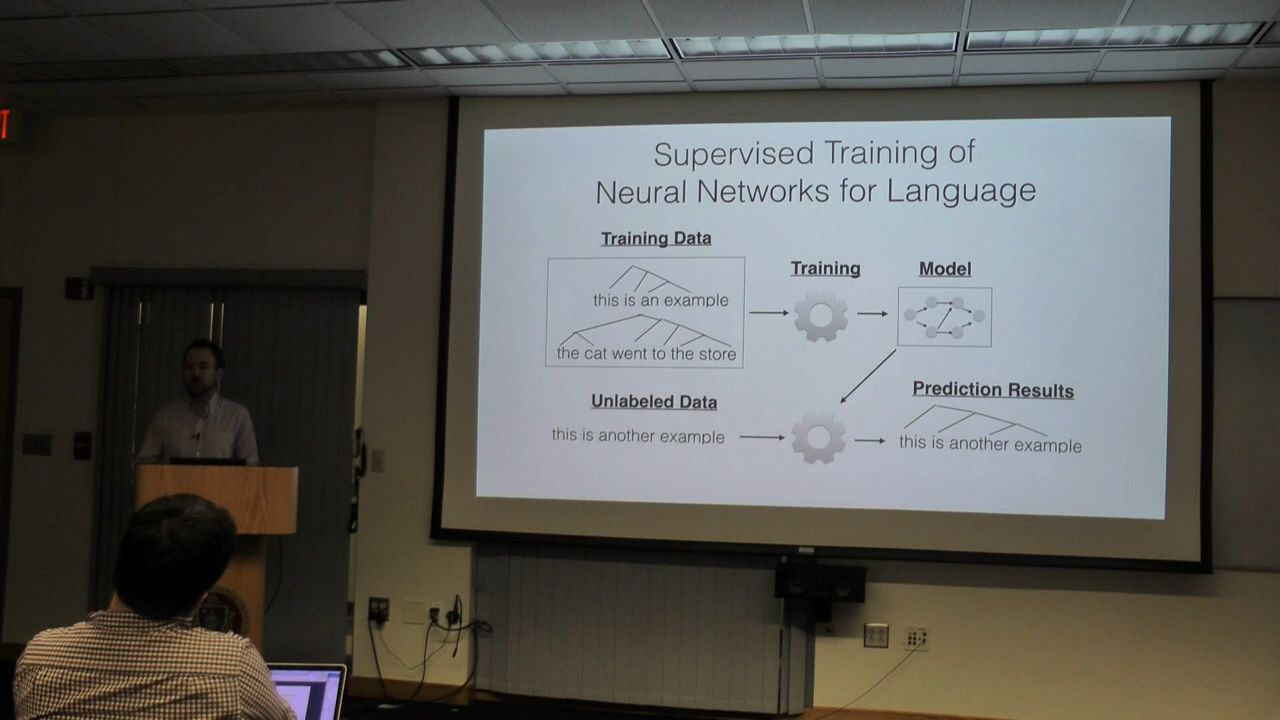 Supervised Training of
Neural Networks for Language
Training Data
this is an example
the cat went to the store
Training
Model
Unlabeled Data
this is another example
Prediction Results
this is another example
T